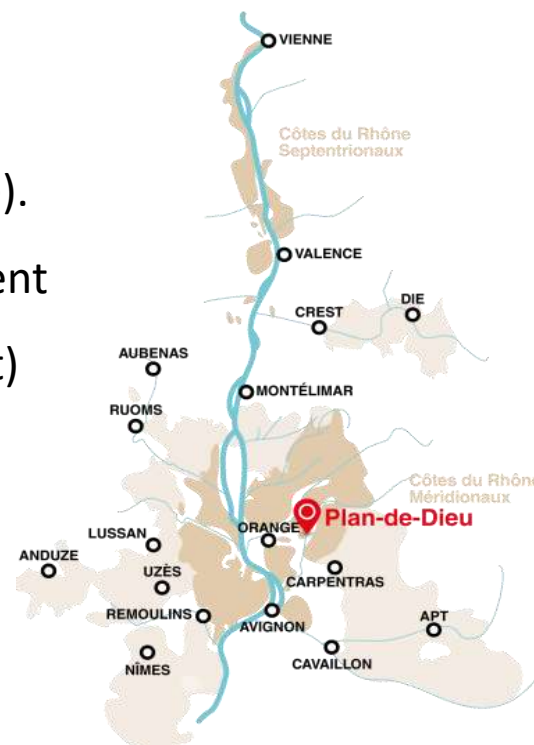 VIENNE
Côtes du Rhône
Septentrionaux
).
VALENCE
ent
DIE
CREST
t)
AUBENAS
MONTÉLIMAR
RUOMS
Côtes du Rhône
Méridionaux
Plan-de-Dieu
ORANGE
LUSSAN
ANDUZE
CARPENTRAS
UZÈS
REMOULINS
AVIGNON
APT
CAVAILLON
NÎMES